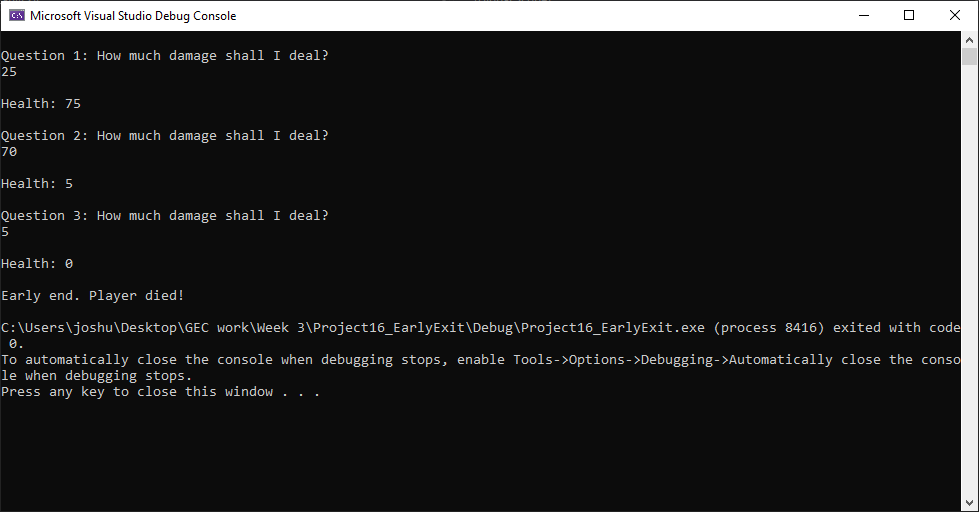 Microsoft Visual Studio Debug Console
Question 1: How much damage shall I deal?
25
Health: 75
Question 2: How much damage shall I deal?
70
Health: 5
Question 3: How much damage shall I deal?
5
Health: 0
Early end. Player died!
C:\Users\joshu\Desktop\GEC work\Week 3\Project16_EarlyExit\Debug\Project16_EarlyExit.exe (process 8416) exited with code
 0.
To automatically close the console when debugging stops, enable Tools->Options->Debugging->Automatically close the conso
le when debugging stops.
Press any key to close this window . . .